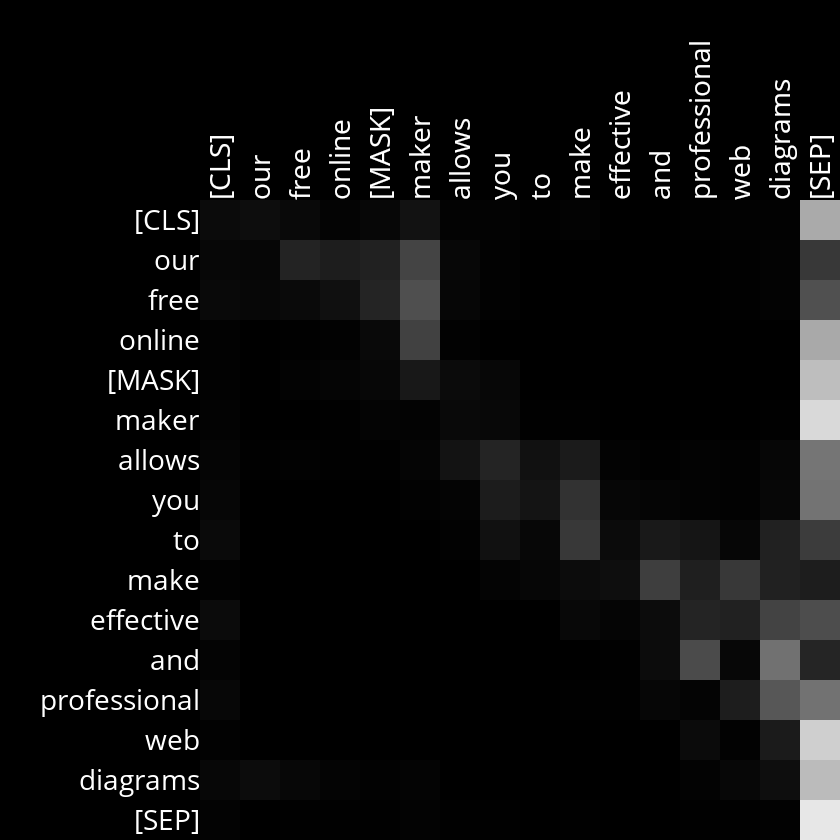 [CLS]
our
free
online
[MASK]
maker
allows
you
to
make
effective
and
professional
web
diagrams
[SEP]
[CLS]
our
free
online
[MASK]
maker
allows
you
to
make
effective
and
professional
web
diagrams
[SEP]